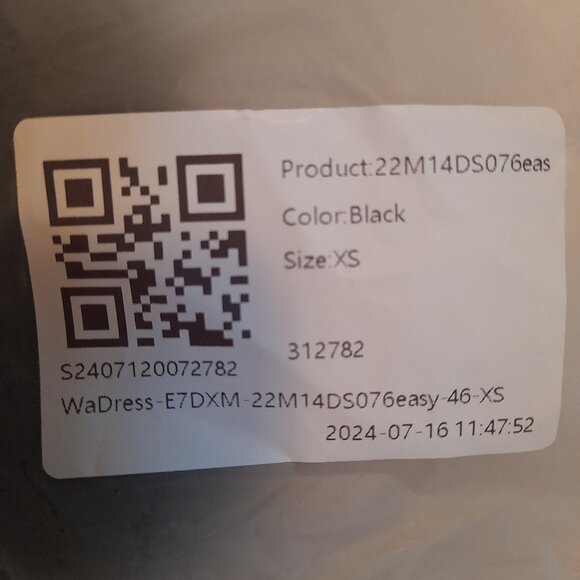 Product:22M14DS076eas
Color:Black
Size:XS
312782
S2407120072782
WaDress-E7DXM-22M14DS076easy-46-XS
2024-07-16 11:47:52